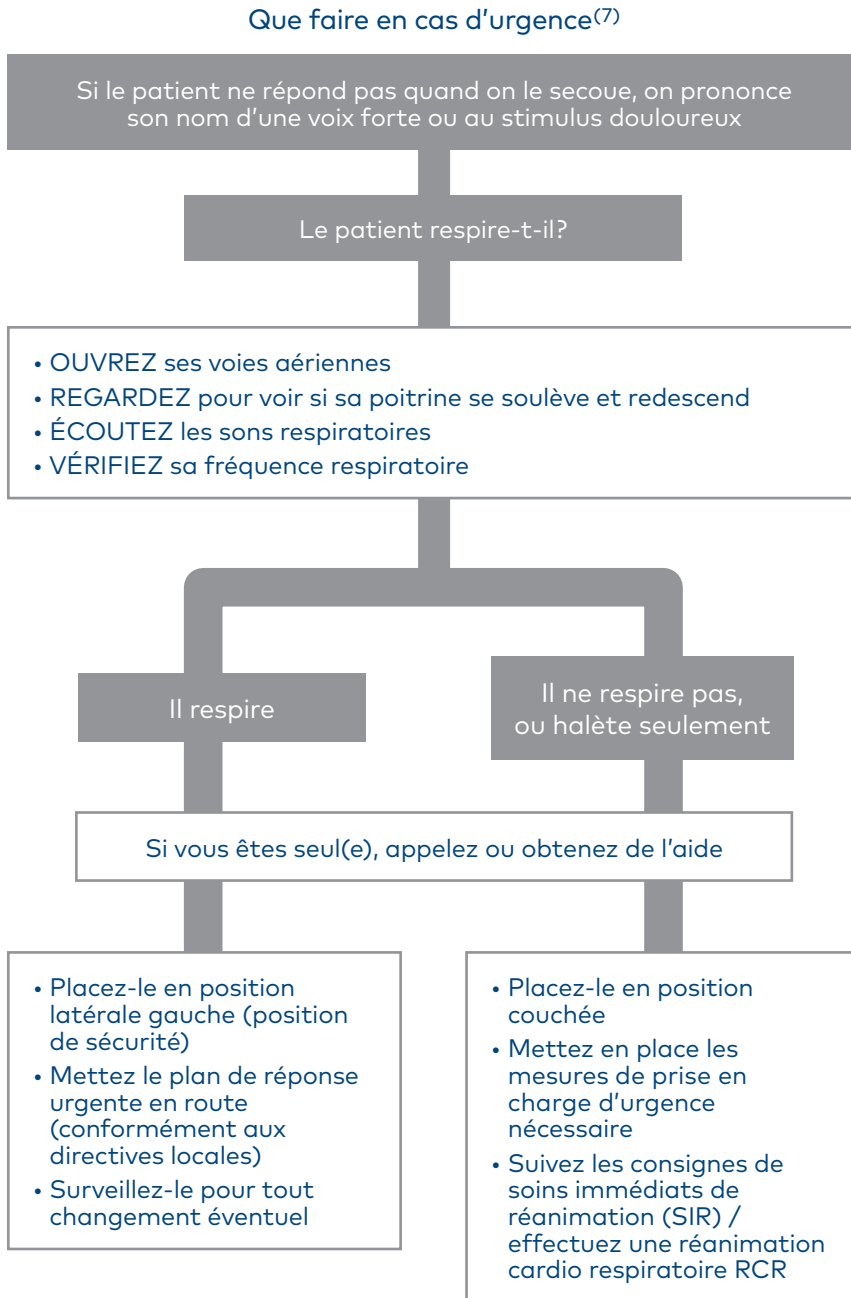 Que faire en cas d'urgence(7)
Si le patient ne répond pas quand on le secoue, on prononce
son nom d'une voix forte ou au stimulus douloureux
Le patient respire-t-il?
• OUVREZ ses voies aériennes
• REGARDEZ pour voir si sa poitrine se soulève et redescend
• ÉCOUTEZ les sons respiratoires
• VÉRIFIEZ sa fréquence respiratoire
Il respire
Il ne respire pas,
ou halète seulement
Si vous êtes seul(e), appelez ou obtenez de l'aide
• Placez-le en position
latérale gauche (position
de sécurité)
• Mettez le plan de réponse
urgente en route
(conformément aux
directives locales)
• Surveillez-le pour tout
changement éventuel
• Placez-le en position
couchée
• Mettez en place les
mesures de prise en
charge d'urgence
nécessaire
• Suivez les consignes de
soins immédiats de
réanimation (SIR) /
effectuez une réanimation
cardio respiratoire RCR